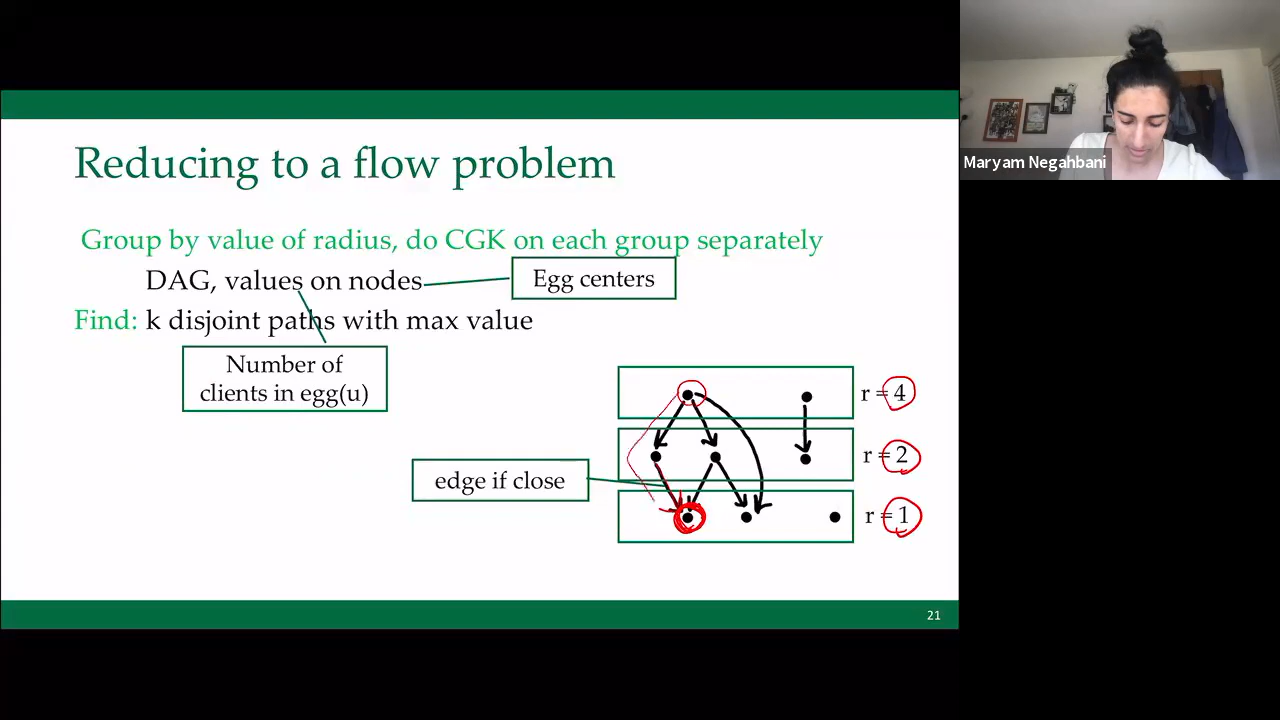 Reducing to a flow problem
Group by value of radius, do CGK on each group separately
DAG, values on nodes
Egg centers
Find: k disjoint paths with max value
Number of
clients in egg(u)
r = 4
r = 2
edge if close
r = 1
21
Maryam Negahbani